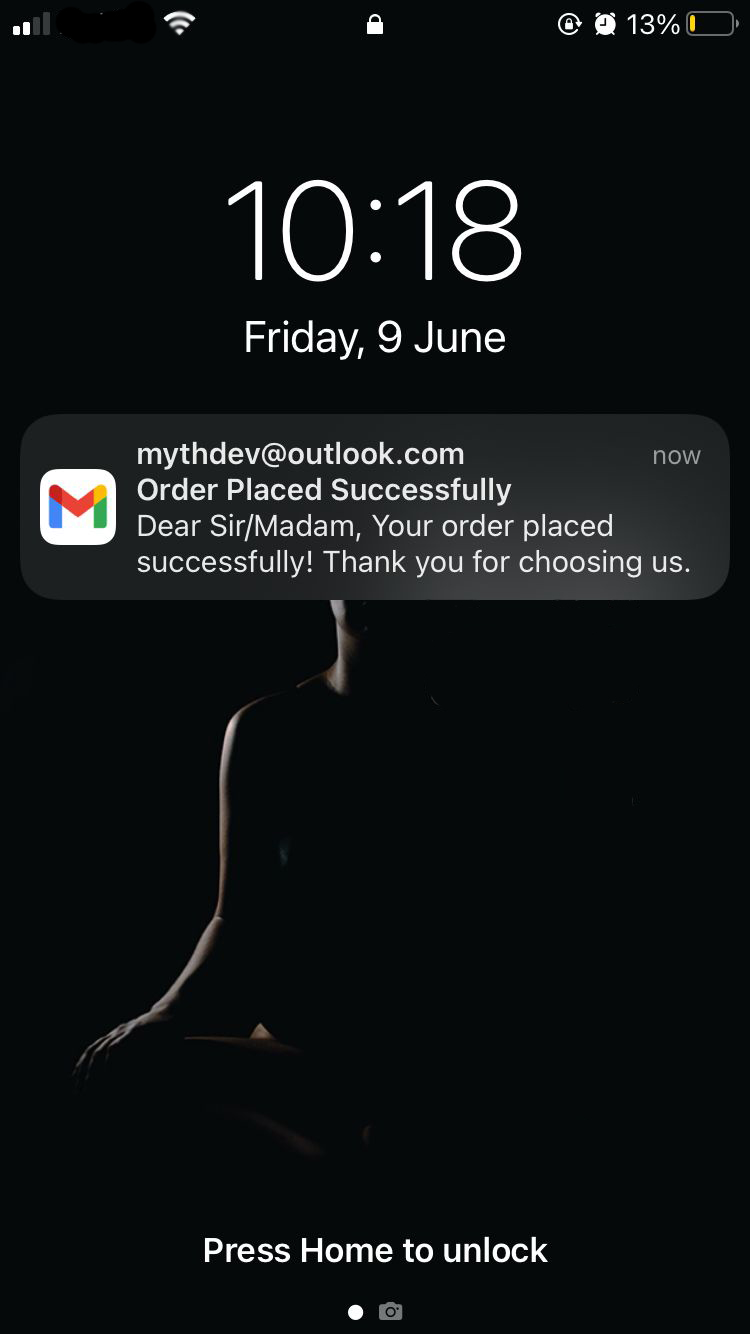 13%
10:18
Friday, 9 June
mythdev@outlook.com
now
Order Placed Successfully
Dear Sir/Madam, Your order placed
successfully! Thank you for choosing us.
Press Home to unlock